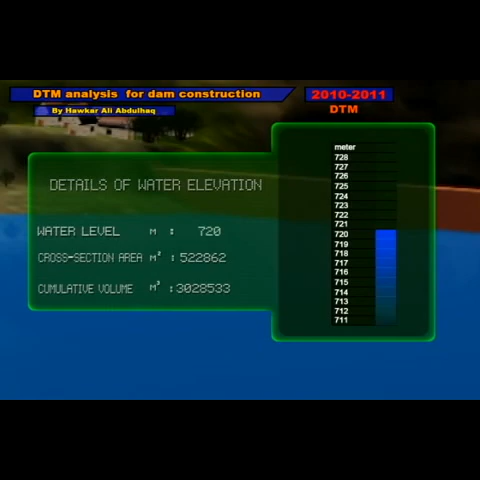 DTM analysis for dam construction
2010-2011
By Hawkar Ali Abdulhaq
DTM
DETAILS OF WATER ELEVATION
WATER LEVEL M : 720
CROSS-SECTION AREA M² : 522862
CUMULATIVE VOLUME M³ : 3028533
meter
728
727
726
725
724
723
722
721
720
719
718
717
716
715
714
713
712
711